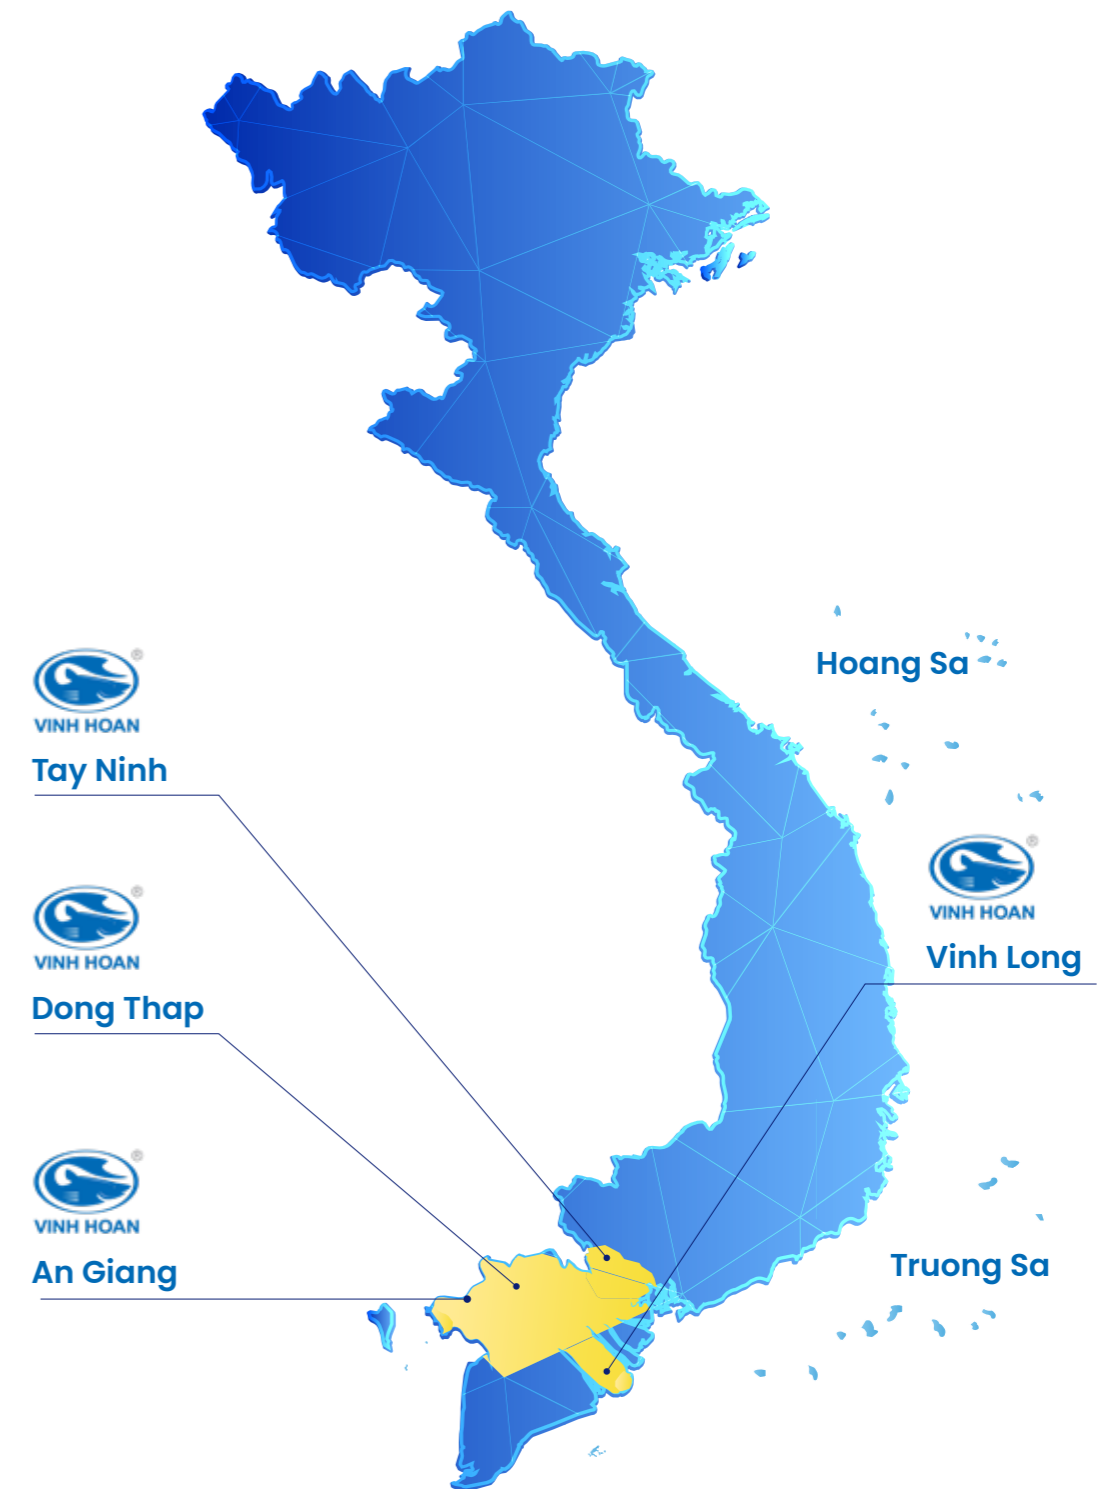 Hoang Sa
®
VINH HOAN
Tay Ninh
®
VINH HOAN
Vinh Long
®
VINH HOAN
Dong Thap
®
VINH HOAN
An Giang
Truong Sa